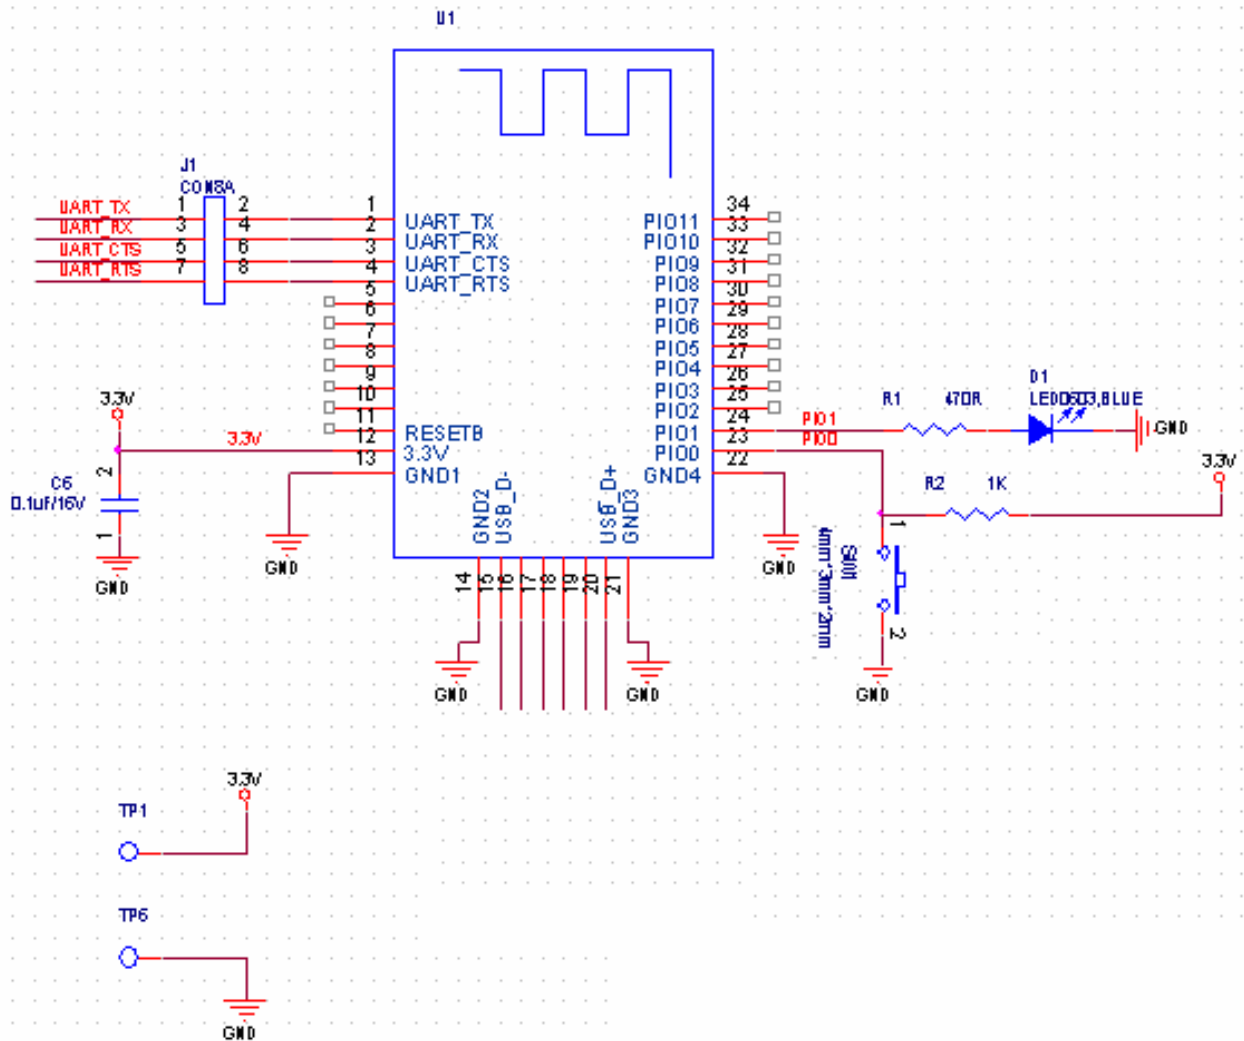 U1
J1
CON8A
UART_TX 1 2
UART_RX 3 4
UART_CTS 5 6
UART_RTS 7 8
1 UART_TX
2 UART_RX
3 UART_CTS
4 UART_RTS
5
6
7
8
9
10
11 RESETB
12 3.3V
13 GND1
34 PIO11
33 PIO10
32 PIO9
31 PIO8
30 PIO7
29 PIO6
28 PIO5
27 PIO4
26 PIO3
25 PIO2
24 PIO1
23 PIO0
22 GND4
GND2
USB_D-
USB_D+
GND3
14 15 16 17 18 19 20 21
3.3V
3.3V
2
C6
0.1uF/16V
1
GND
GND
GND
GND
GND
PIO1
PIO0
R1 470R
D1
LED0603,BLUE
GND
R2 1K
3.3V
1
4mm*3mm*2mm
2
GND
3.3V
TP1
TP6
GND